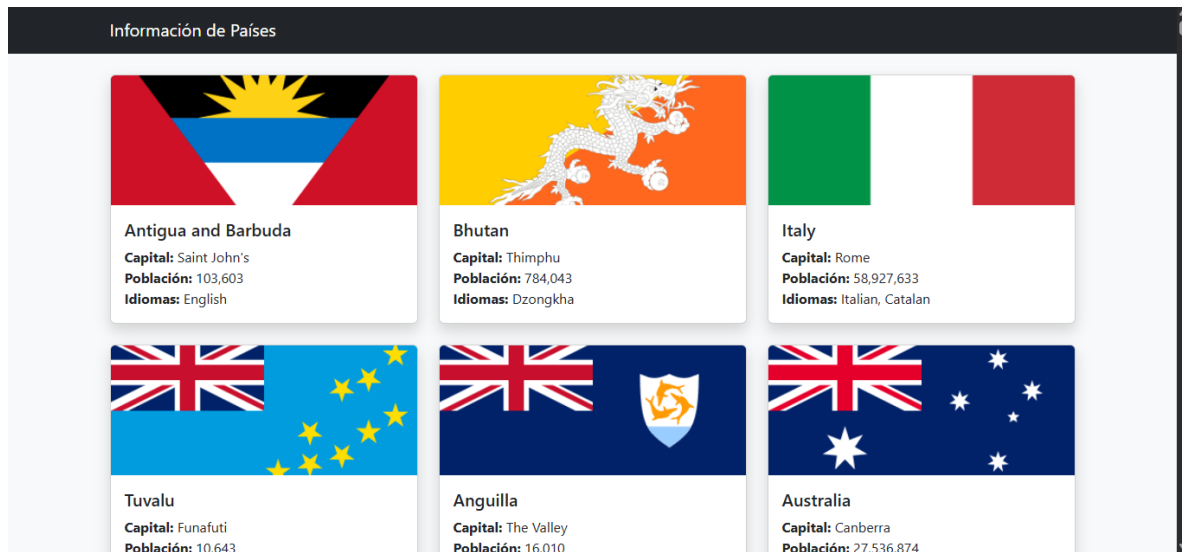 Información de Países
Antigua and Barbuda
Capital: Saint John's
Población: 103,603
Idiomas: English
Bhutan
Capital: Thimphu
Población: 784,043
Idiomas: Dzongkha
Italy
Capital: Rome
Población: 58,927,633
Idiomas: Italian, Catalan
Tuvalu
Capital: Funafuti
Población: 10,643
Anguilla
Capital: The Valley
Población: 16,010
Australia
Capital: Canberra
Población: 27,536,874